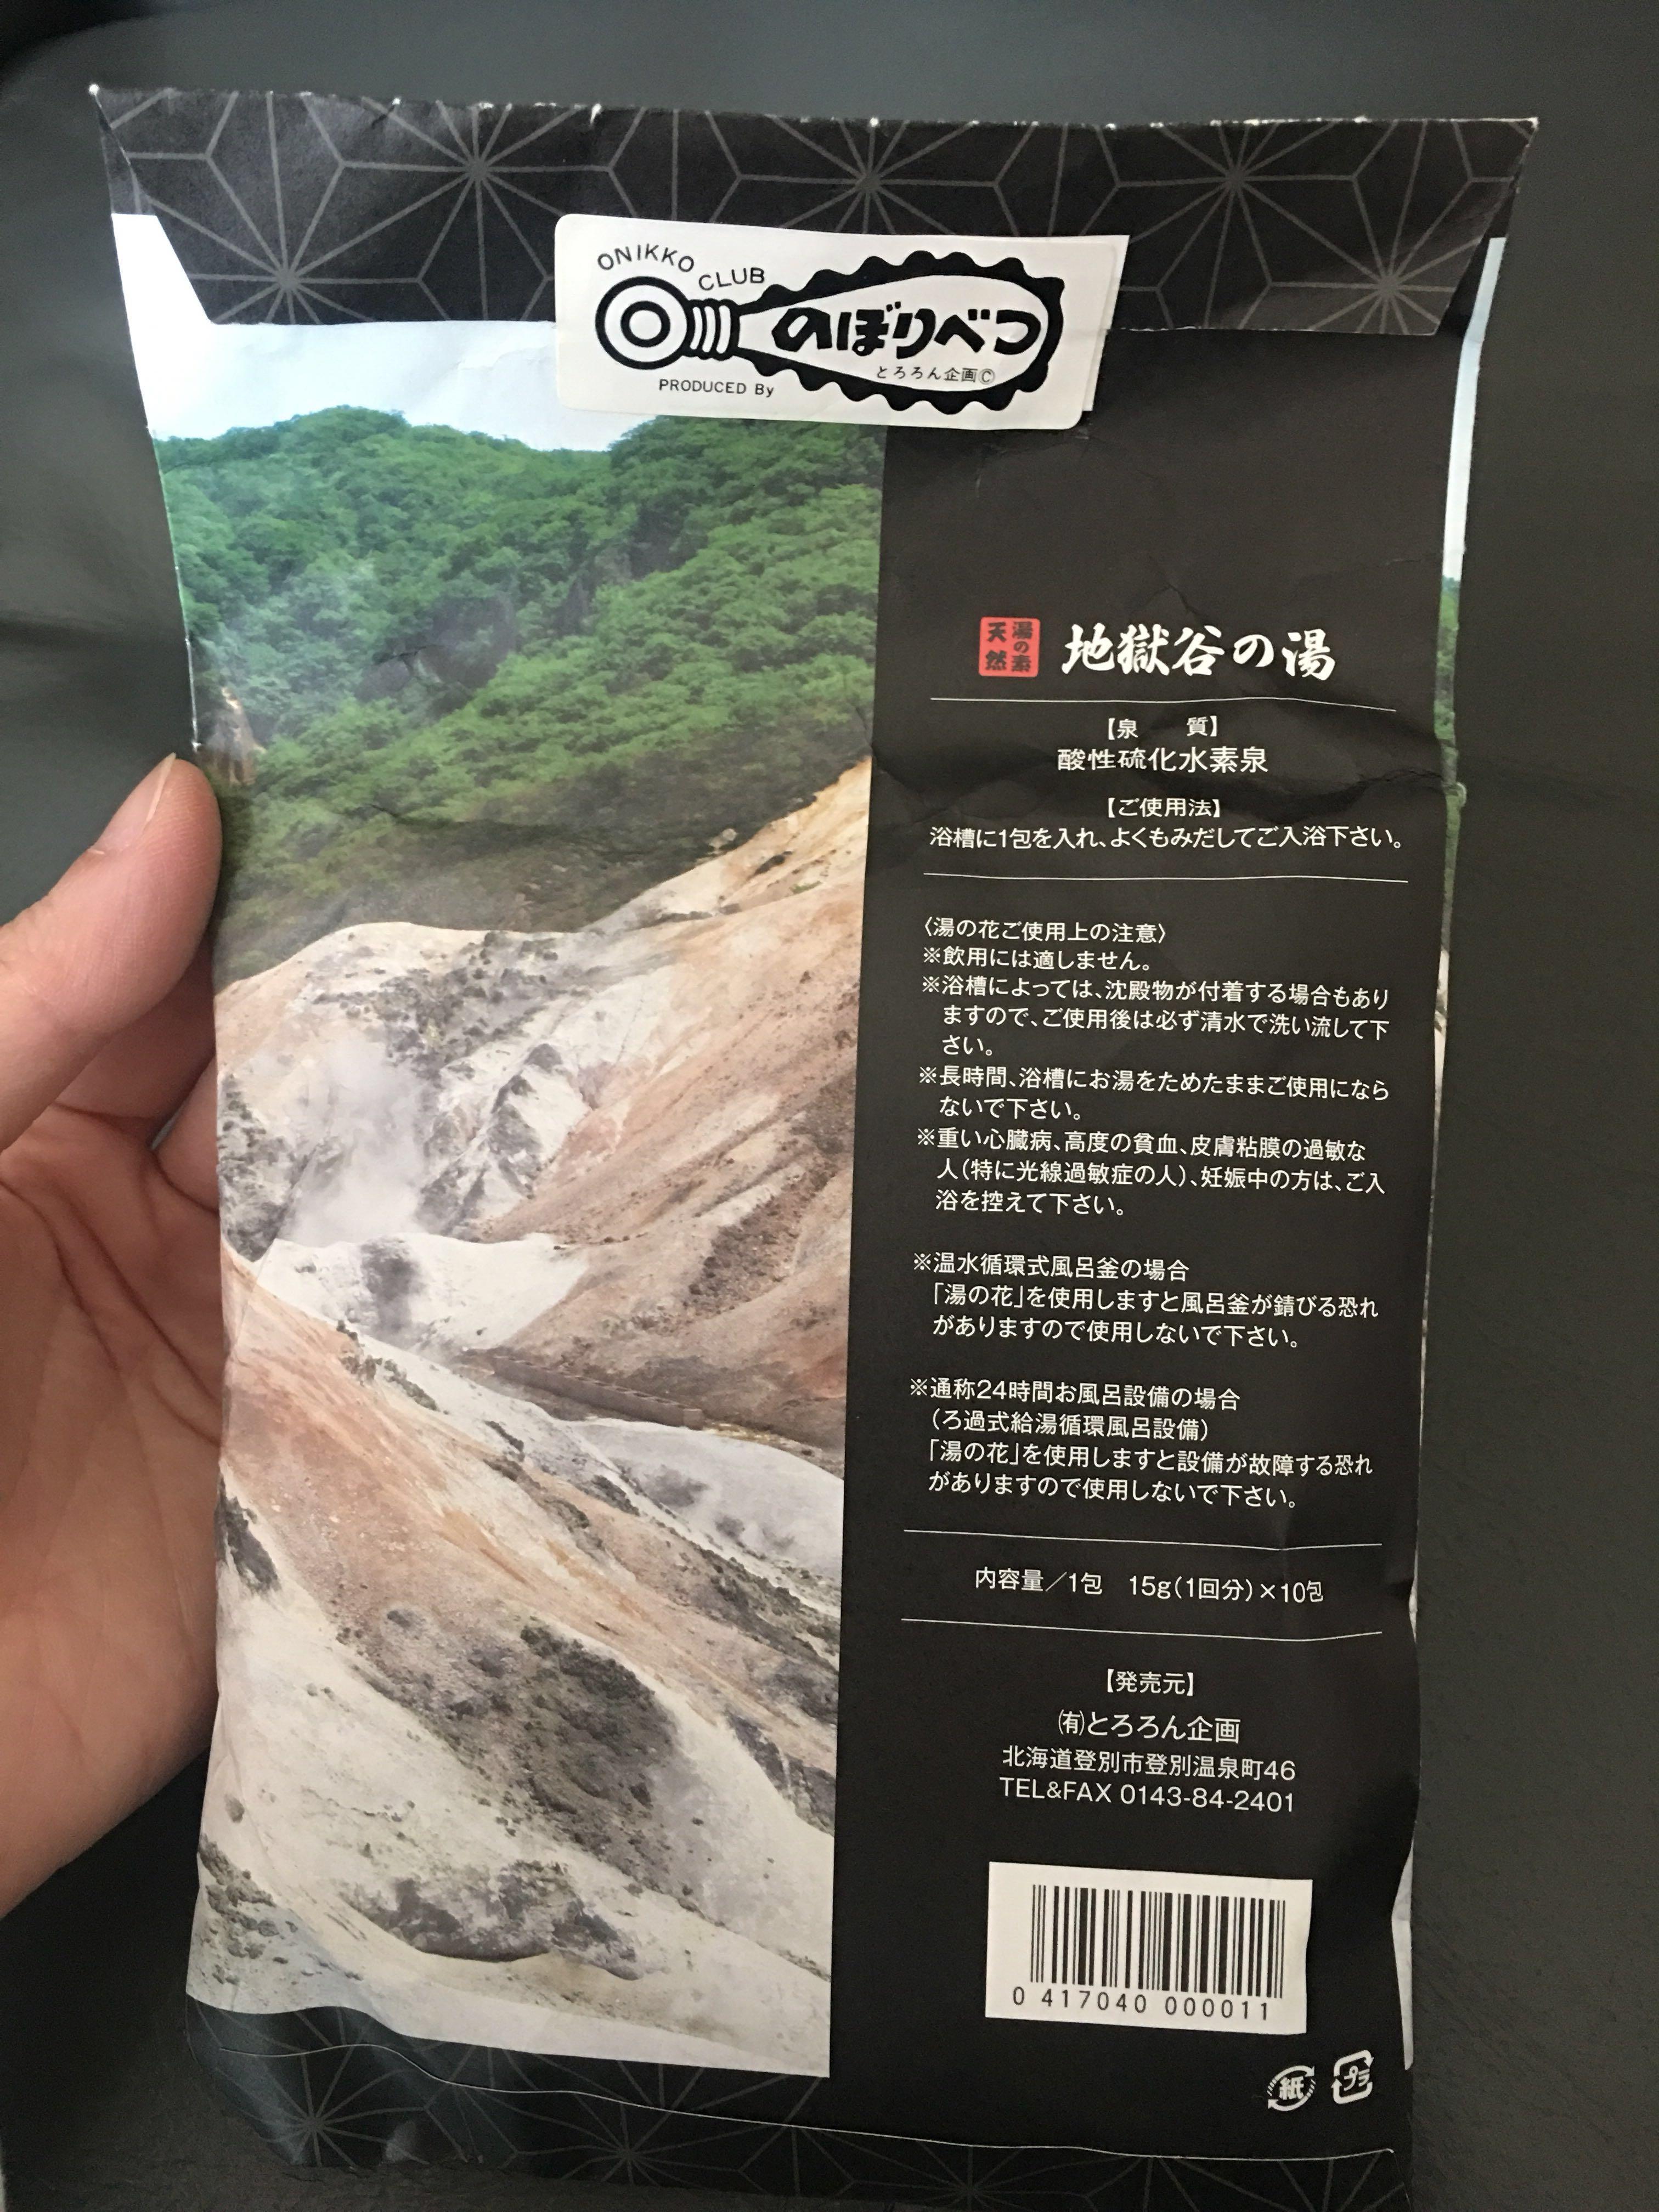 ONIKKO CLUB
のぼりべつ
とろろん企画©
PRODUCED By
天然 湯の素
地獄谷の湯
【泉　質】
酸性硫化水素泉
【ご使用法】
浴槽に1包を入れ、よくもみだしてご入浴下さい。
〈湯の花ご使用上の注意〉
※飲用には適しません。
※浴槽によっては、沈殿物が付着する場合もあり
ますので、ご使用後は必ず清水で洗い流して下
さい。
※長時間、浴槽にお湯をためたままご使用になら
ないで下さい。
※重い心臓病、高度の貧血、皮膚粘膜の過敏な
人(特に光線過敏症の人)、妊娠中の方は、ご入
浴を控えて下さい。
※温水循環式風呂釜の場合
「湯の花」を使用しますと風呂釜が錆びる恐れ
がありますので使用しないで下さい。
※通称24時間お風呂設備の場合
(ろ過式給湯循環風呂設備)
「湯の花」を使用しますと設備が故障する恐れ
がありますので使用しないで下さい。
内容量／1包　15g(1回分)×10包
【発売元】
㈲とろろん企画
北海道登別市登別温泉町46
TEL&FAX 0143-84-2401
0 417040 000011
紙 プラ